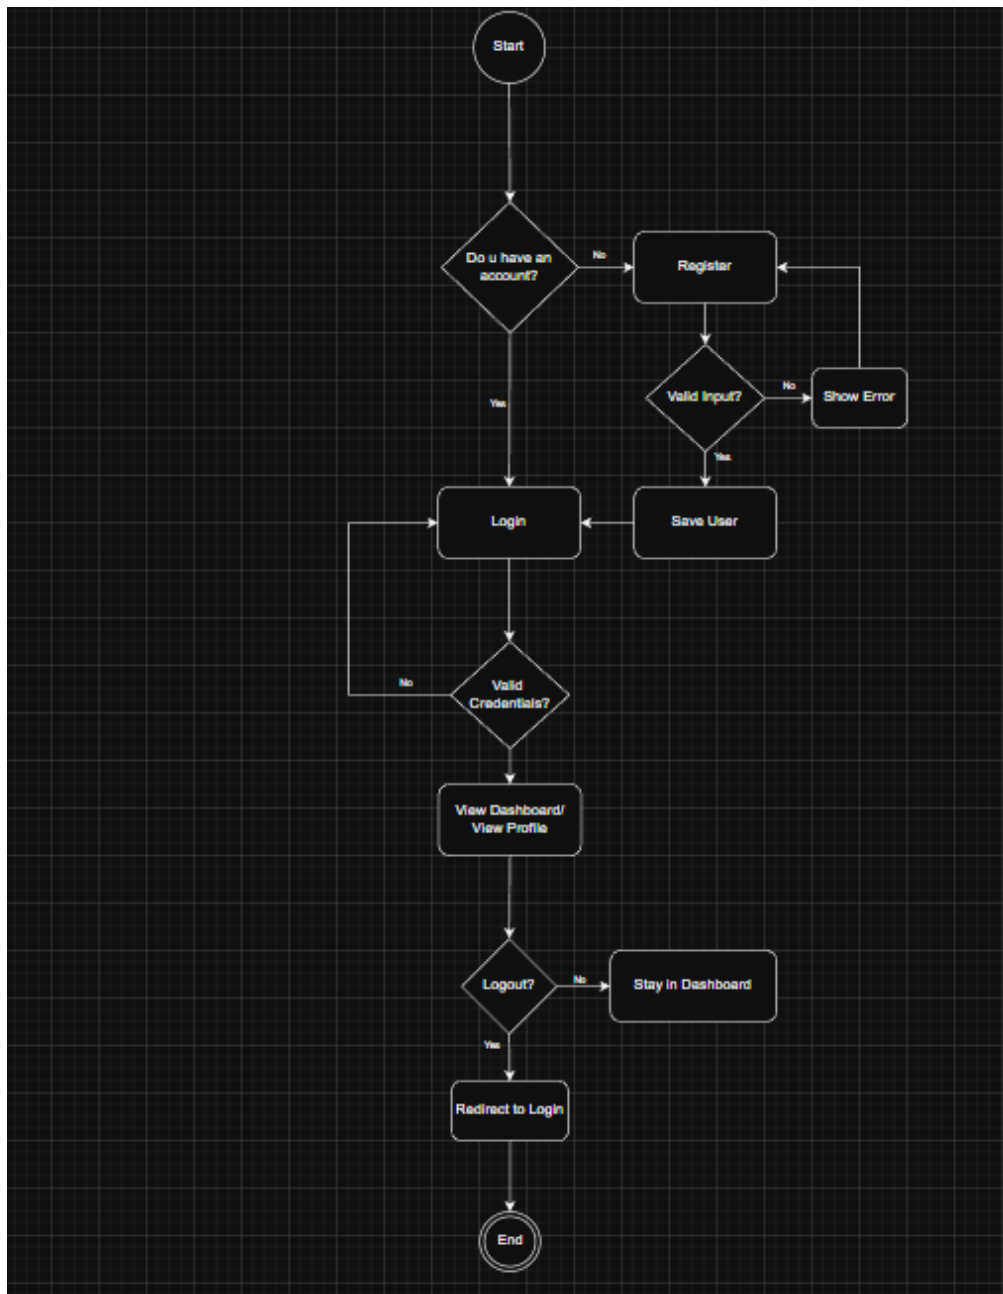 Start
Do u have an
account?
No
Register
Valid Input?
No
Show Error
Yes
Yes
Login
Save User
No
Valid
Credentials?
View Dashboard/
View Profile
Logout?
No
Stay in Dashboard
Yes
Redirect to Login
End